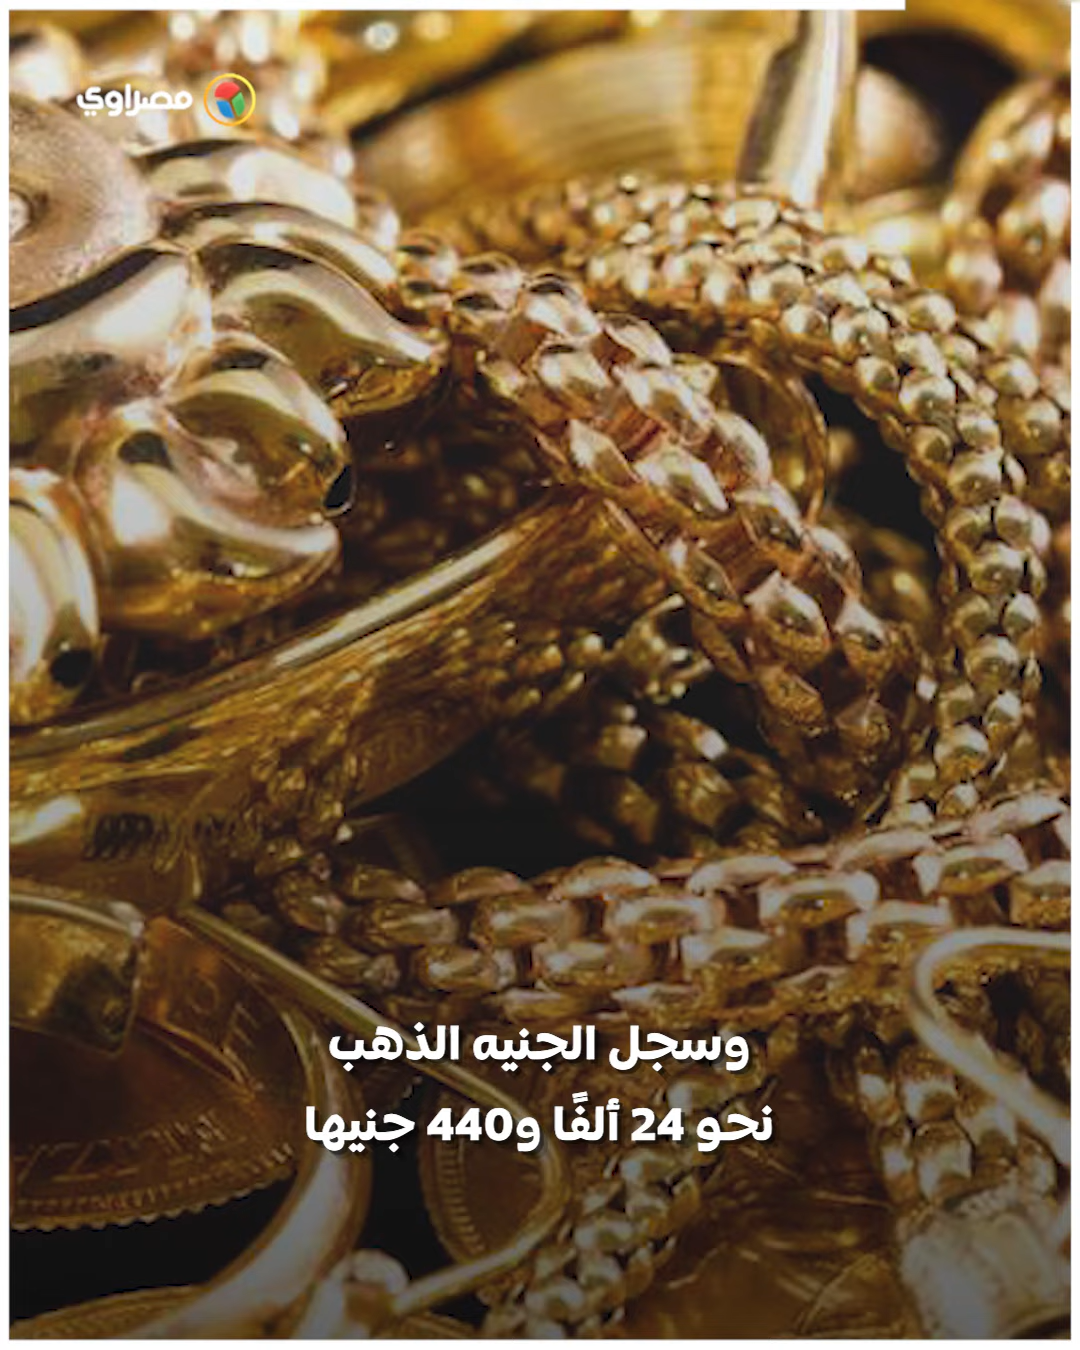 مصراوي
وسجل الجنيه الذهب
نحو 24 ألفًا و440 جنيها